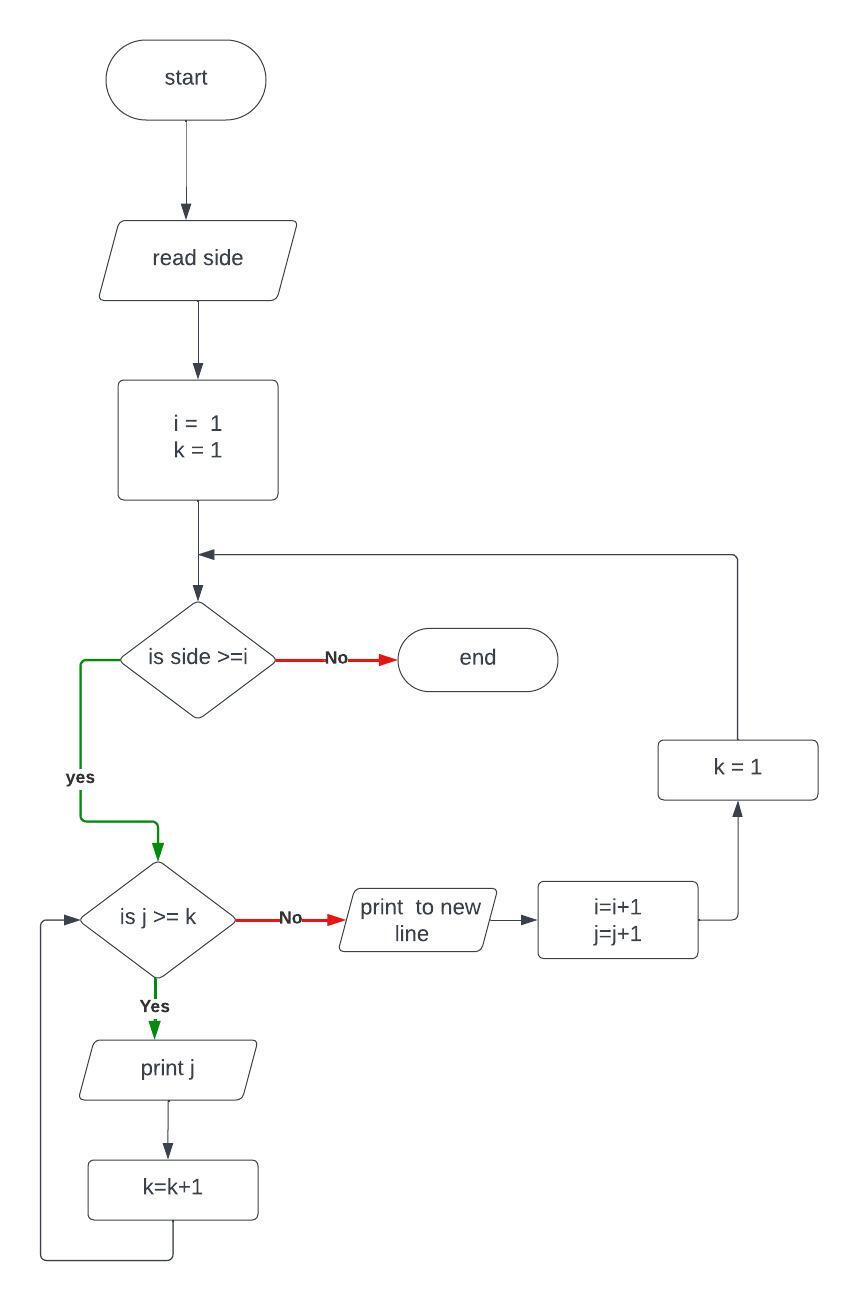 start
read side
i =  1
k = 1
is side >=i
No
end
yes
k = 1
is j >= k
No
print  to new
line
i=i+1
j=j+1
Yes
print j
k=k+1